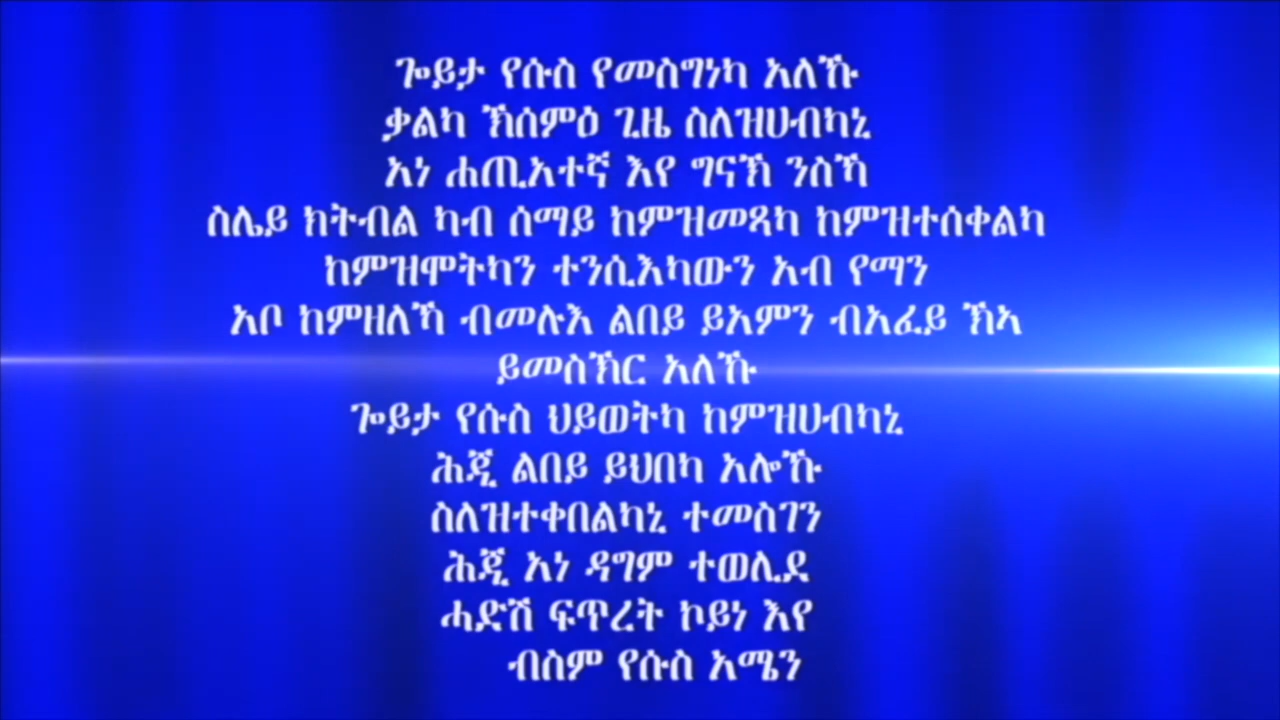 ጐይታ የሱስ የመስግነካ አለኹ
ቃልካ ኽሰምዕ ጊዜ ስለዝሀብካኒ
አነ ሐጢአተኛ እየ ግናኽ ንስኻ
ስሌይ ክትብል ካብ ሰማይ ከምዝመጻካ ከምዝተሰቀልካ
ከምዝሞትካን ተንሲእካውን አብ የማን
አቦ ከምዘለኻ ብመሉእ ልበይ ይአምን ብአፈይ ኽኣ
ይመስኽር አለኹ
ጐይታ የሱስ ህይወትካ ከምዝሀብካኒ
ሕጂ ልበይ ይህበካ አሎኹ
ስለዝተቀበልካኒ ተመስገን
ሕጂ አነ ዳግም ተወሊደ
ሓድሽ ፍጥረት ኮይነ እየ
ብስም የሱስ አሜን